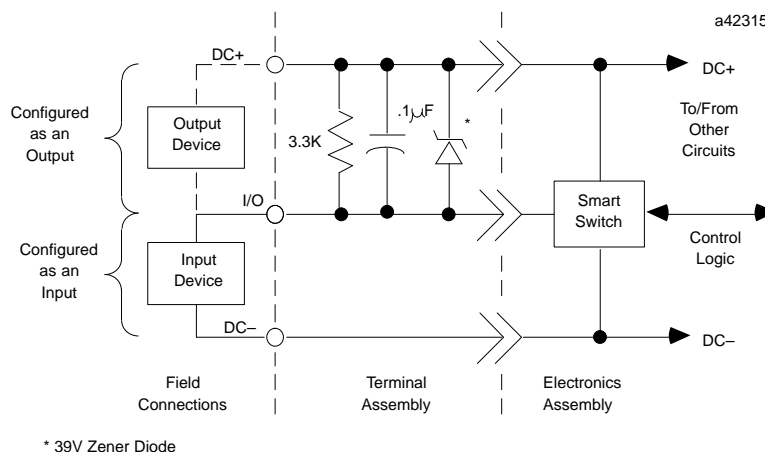 a42315
DC+
DC+
Configured
as an
Output
Output
Device
3.3K
.1μF
*
To/From
Other
Circuits
I/O
Smart
Switch
Configured
as an
Input
Input
Device
Control
Logic
DC–
DC–
Field
Connections
Terminal
Assembly
Electronics
Assembly
* 39V Zener Diode